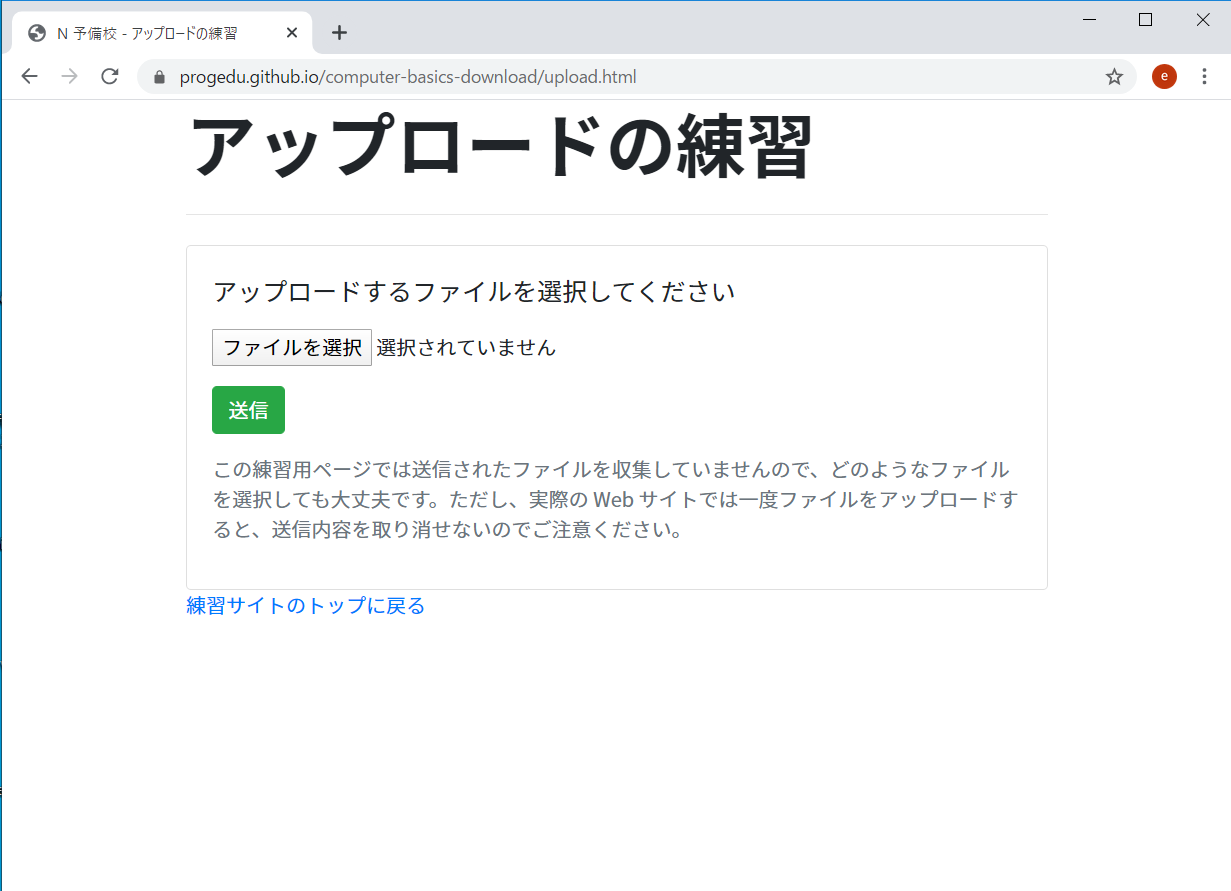 N 予備校 - アップロードの練習
progedu.github.io/computer-basics-download/upload.html
e
アップロードの練習
アップロードするファイルを選択してください
ファイルを選択 選択されていません
送信
この練習用ページでは送信されたファイルを収集していませんので、どのようなファイル
を選択しても大丈夫です。ただし、実際の Web サイトでは一度ファイルをアップロードす
ると、送信内容を取り消せないのでご注意ください。
練習サイトのトップに戻る